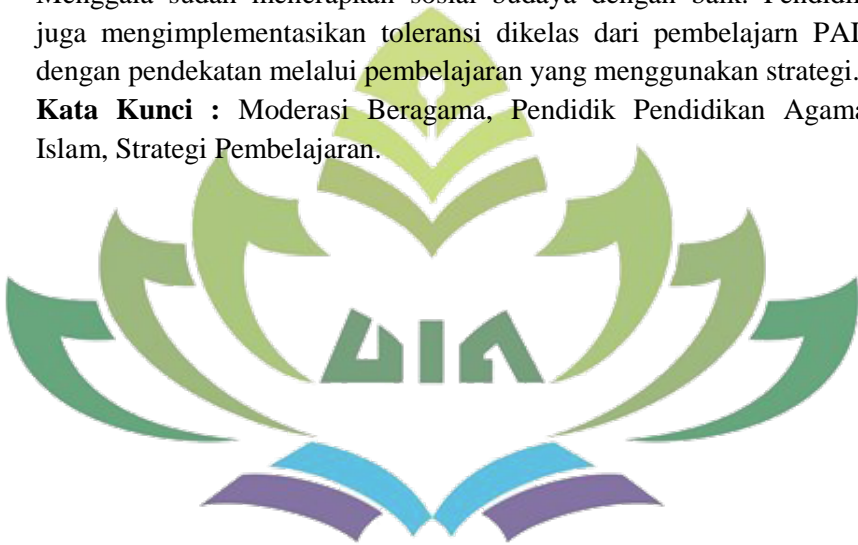 Menggala sudah menerapkan sosial budaya dengan baik. Pendidik
juga mengimplementasikan toleransi dikelas dari pembelajarn PAI
dengan pendekatan melalui pembelajaran yang menggunakan strategi.
Kata Kunci : Moderasi Beragama, Pendidik Pendidikan Agama
Islam, Strategi Pembelajaran.
UIN